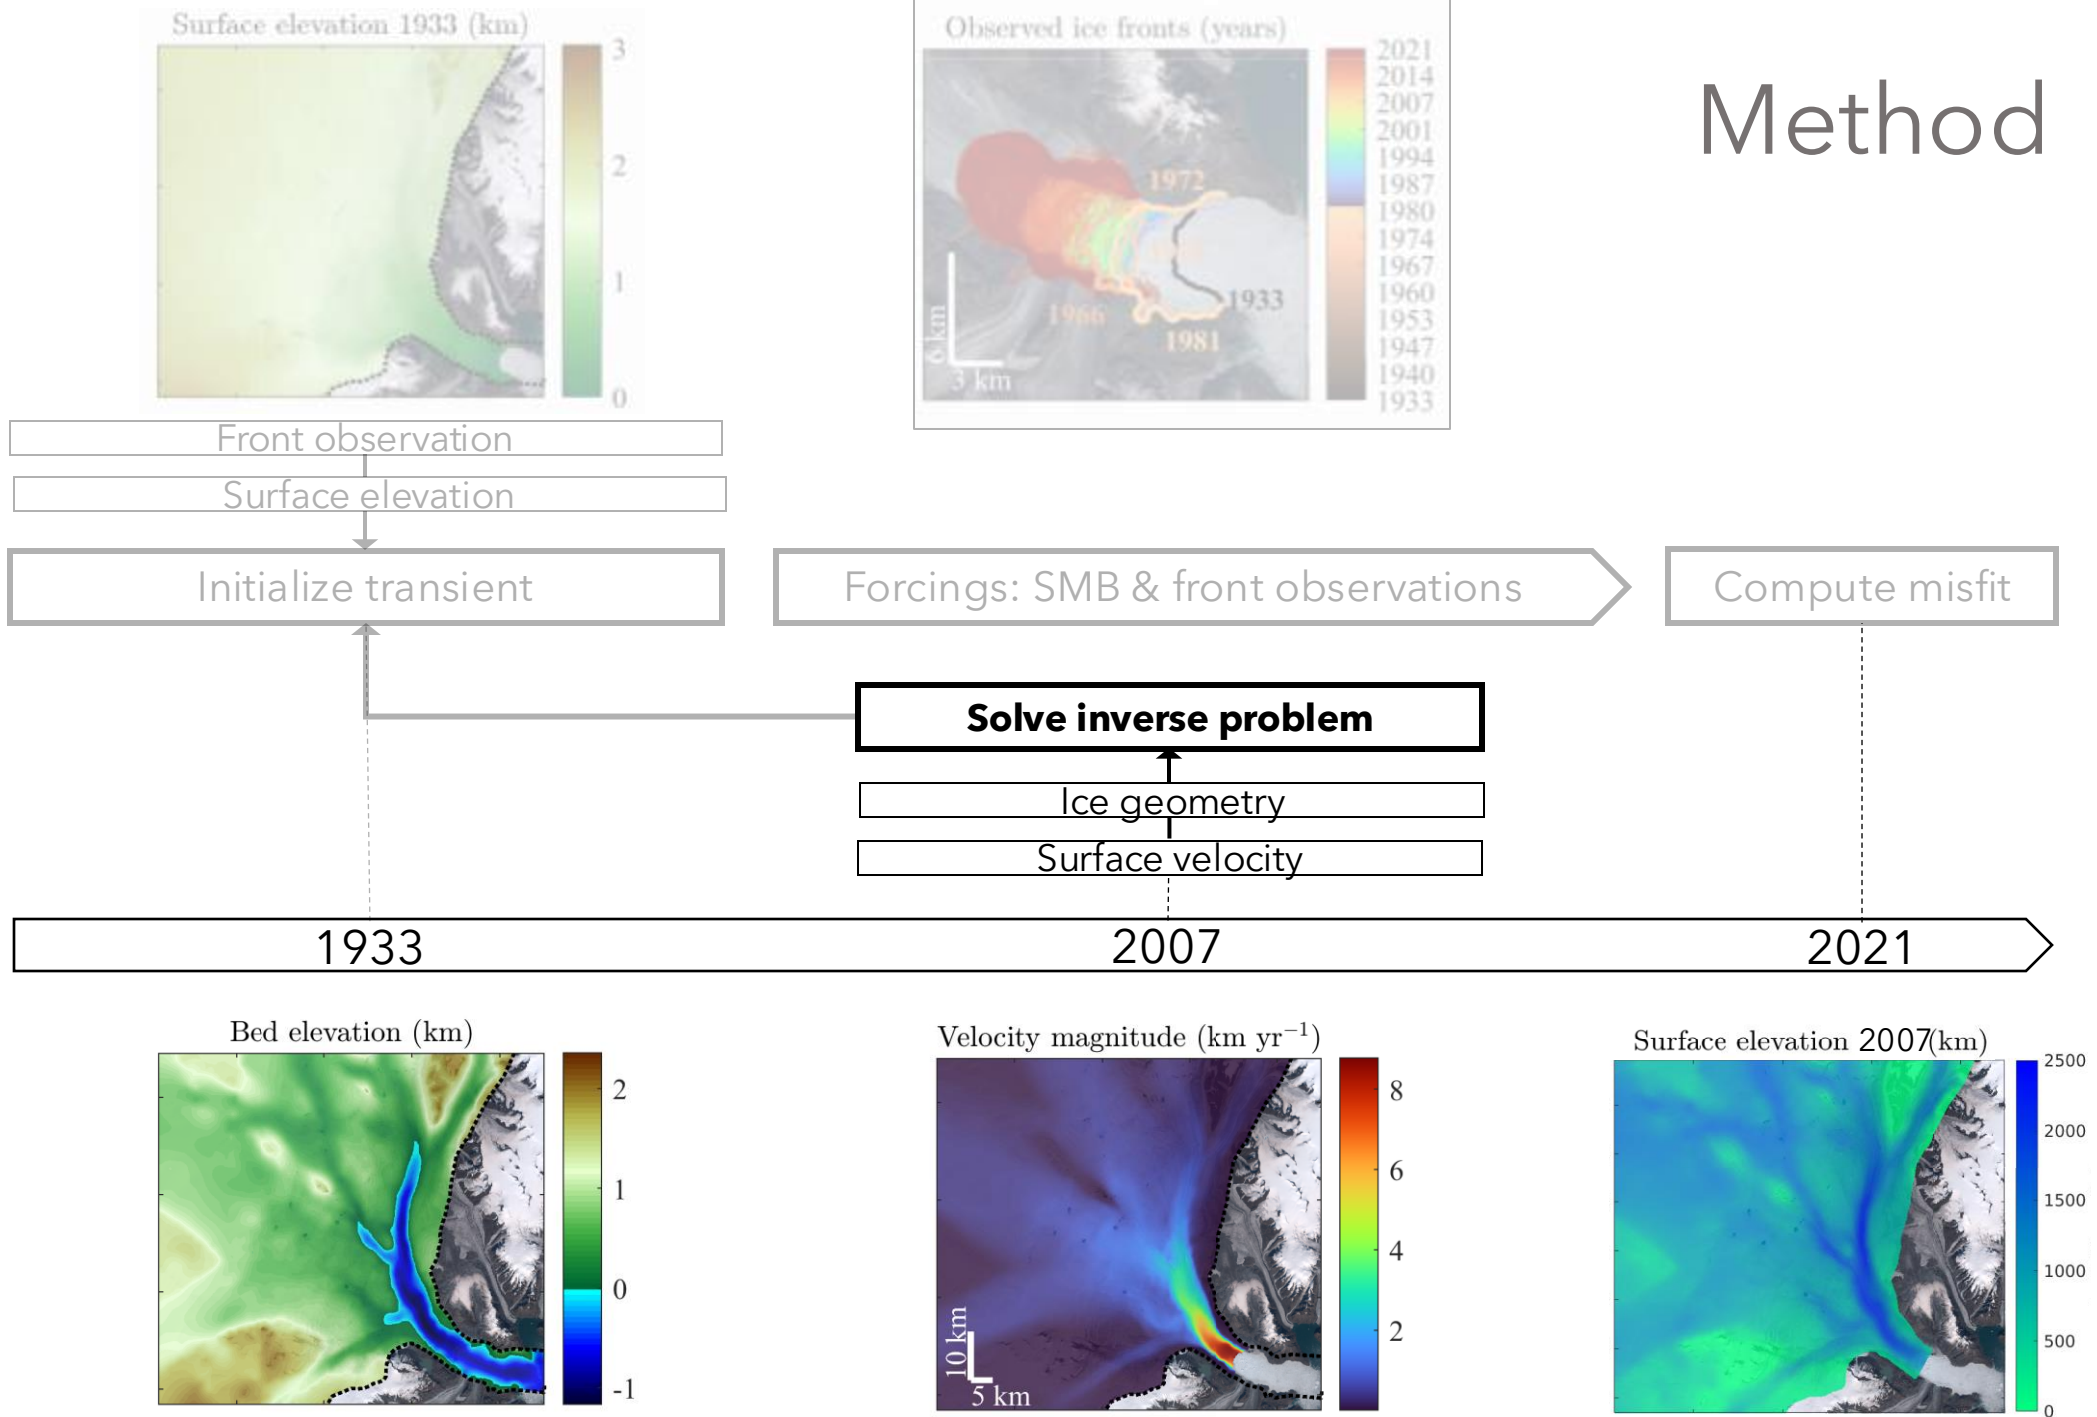 Surface elevation 1933 (km)
3
2
1
0
Observed ice fronts (years)
1972
1933
1966
1981
6 km
3 km
2021
2014
2007
2001
1994
1987
1980
1974
1967
1960
1953
1947
1940
1933
Method
Front observation
Surface elevation
Initialize transient
Forcings: SMB & front observations
Compute misfit
Solve inverse problem
Ice geometry
Surface velocity
1933
2007
2021
Bed elevation (km)
2
1
0
-1
Velocity magnitude (km yr⁻¹)
8
6
4
2
10 km
5 km
Surface elevation 2007(km)
2500
2000
1500
1000
500
0